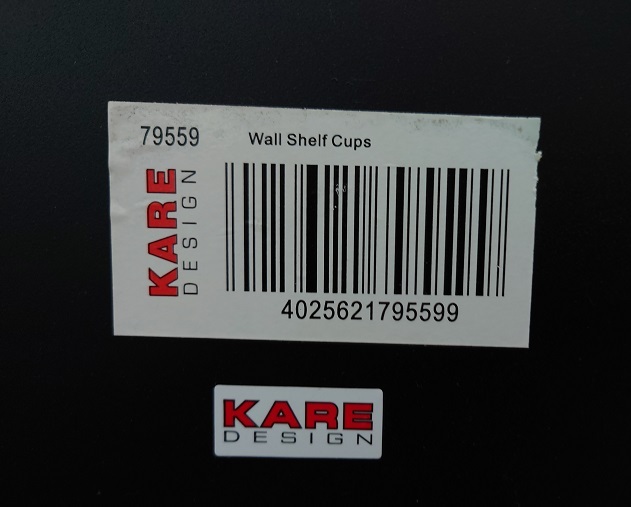 79559 Wall Shelf Cups
KARE
DESIGN
4025621795599
KARE
DESIGN